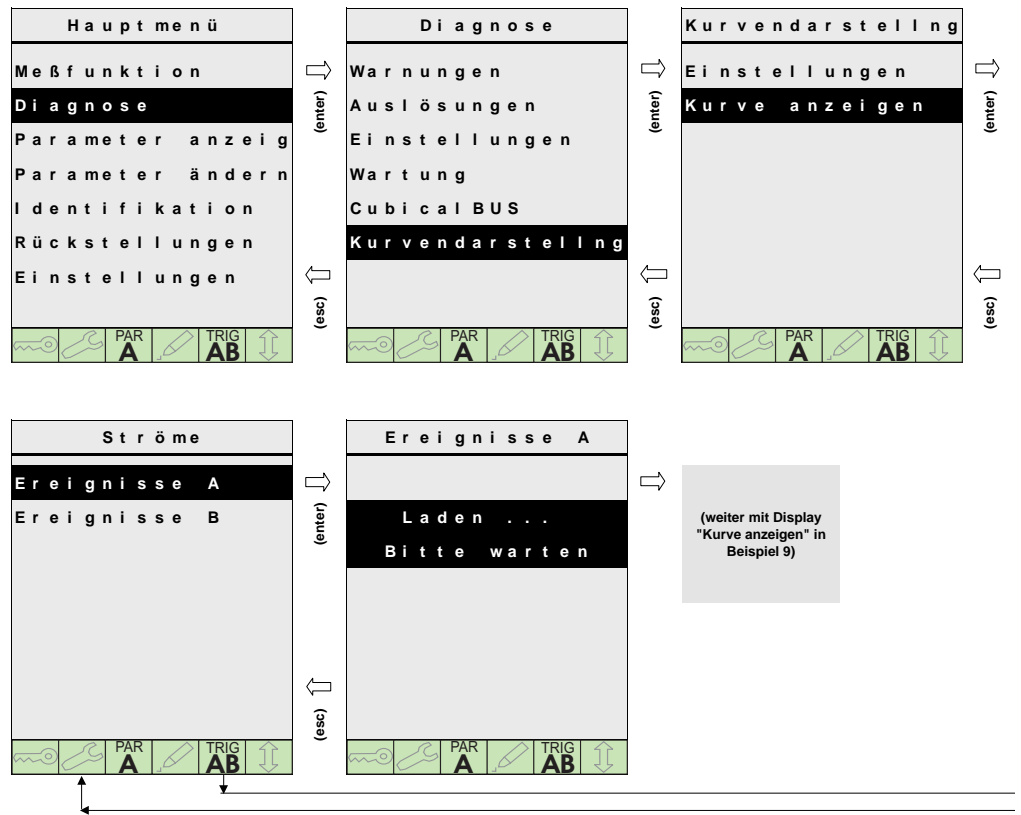 Hauptmenü
Meßfunktion
Diagnose
Parameter anzeig
Parameter ändern
Identifikation
Rückstellungen
Einstellungen
PAR
A
TRIG
AB
(enter)
(esc)
Diagnose
Warnungen
Auslösungen
Einstellungen
Wartung
CubicalBUS
Kurvendarstellng
PAR
A
TRIG
AB
(enter)
(esc)
Kurvendarstellng
Einstellungen
Kurve anzeigen
PAR
A
TRIG
AB
(enter)
(esc)
Ströme
Ereignisse A
Ereignisse B
PAR
A
TRIG
AB
(enter)
(esc)
Ereignisse A
Laden ...
Bitte warten
PAR
A
TRIG
AB
(weiter mit Display
"Kurve anzeigen" in
Beispiel 9)